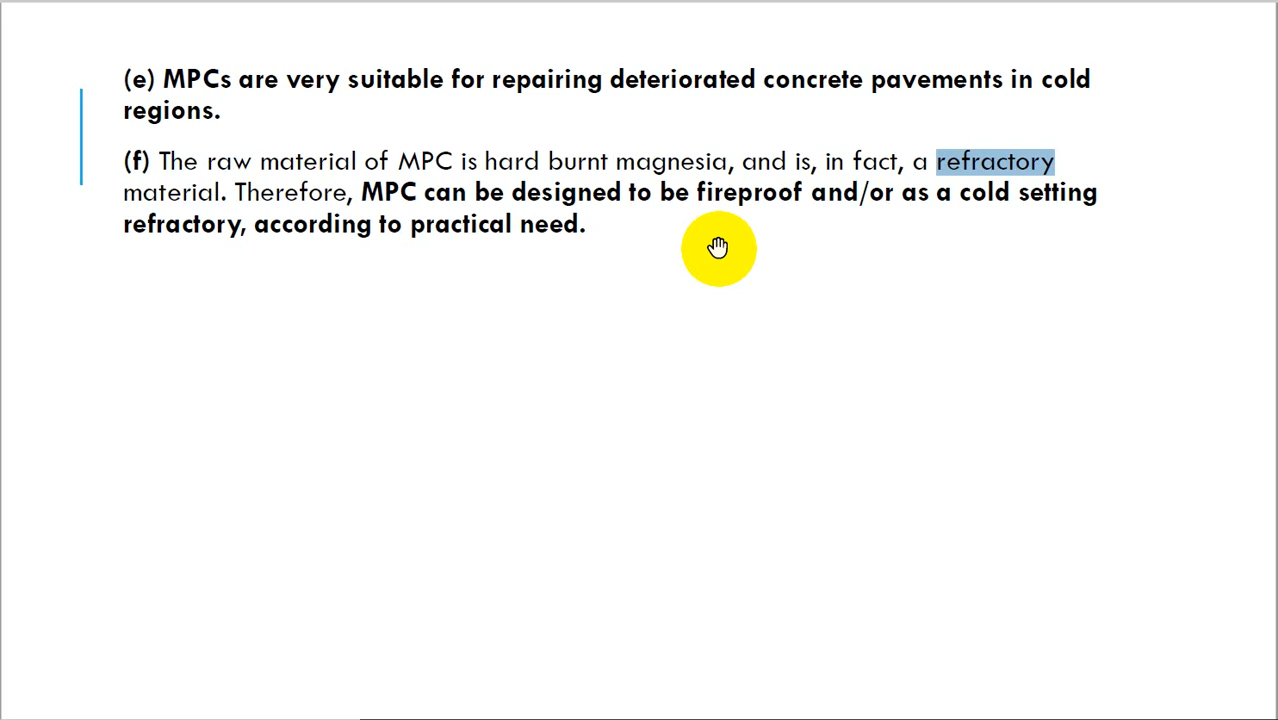 (e) MPCs are very suitable for repairing deteriorated concrete pavements in cold
regions.
(f) The raw material of MPC is hard burnt magnesia, and is, in fact, a refractory
material. Therefore, MPC can be designed to be fireproof and/or as a cold setting
refractory, according to practical need.